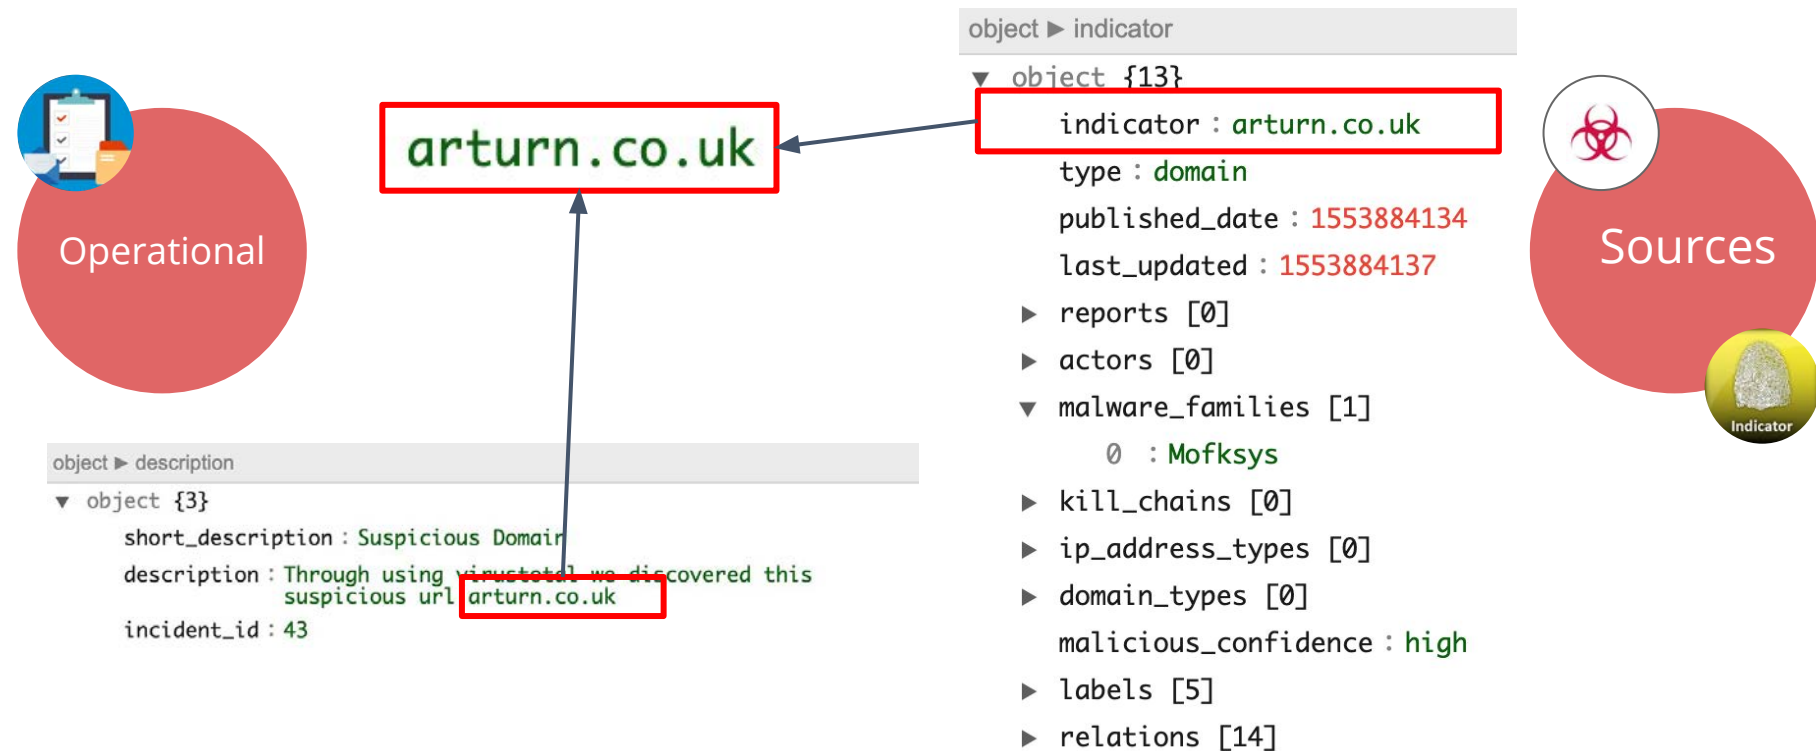 Operational
arturn.co.uk
object ▶ description
▼ object {3}
short_description : Suspicious Domain
description : Through using virustotal we discovered this
suspicious url arturn.co.uk
incident_id : 43
object ▶ indicator
▼ object {13}
indicator : arturn.co.uk
type : domain
published_date : 1553884134
last_updated : 1553884137
▶ reports [0]
▶ actors [0]
▼ malware_families [1]
0 : Mofksys
▶ kill_chains [0]
▶ ip_address_types [0]
▶ domain_types [0]
malicious_confidence : high
▶ labels [5]
▶ relations [14]
Sources
Indicator